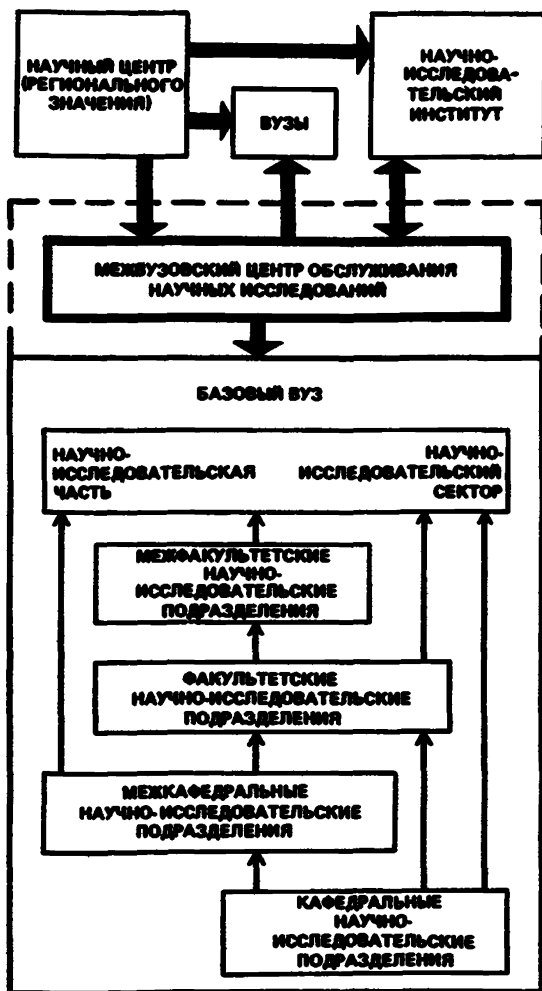 НАУЧНЫЙ ЦЕНТР
(РЕГИОНАЛЬНОГО
ЗНАЧЕНИЯ)
ВУЗЫ
НАУЧНО-
ИССЛЕДОВА-
ТЕЛЬСКИЙ
ИНСТИТУТ
МЕЖВУЗОВСКИЙ ЦЕНТР ОБСЛУЖИВАНИЯ
НАУЧНЫХ ИССЛЕДОВАНИЙ
БАЗОВЫЙ ВУЗ
НАУЧНО-
ИССЛЕДОВАТЕЛЬСКАЯ
ЧАСТЬ
НАУЧНО-
ИССЛЕДОВАТЕЛЬСКИЙ
СЕКТОР
МЕЖФАКУЛЬТЕТСКИЕ
НАУЧНО-
ИССЛЕДОВАТЕЛЬСКИЕ
ПОДРАЗДЕЛЕНИЯ
ФАКУЛЬТЕТСКИЕ
НАУЧНО-ИССЛЕДОВАТЕЛЬСКИЕ
ПОДРАЗДЕЛЕНИЯ
МЕЖКАФЕДРАЛЬНЫЕ
НАУЧНО-ИССЛЕДОВАТЕЛЬСКИЕ
ПОДРАЗДЕЛЕНИЯ
КАФЕДРАЛЬНЫЕ
НАУЧНО-
ИССЛЕДОВАТЕЛЬСКИЕ
ПОДРАЗДЕЛЕНИЯ